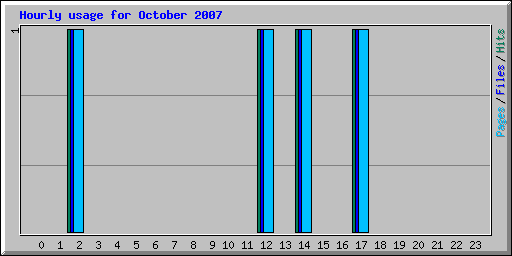 Hourly usage for October 2007
1
Pages/Files/Hits
0 1 2 3 4 5 6 7 8 9 10 11 12 13 14 15 16 17 18 19 20 21 22 23